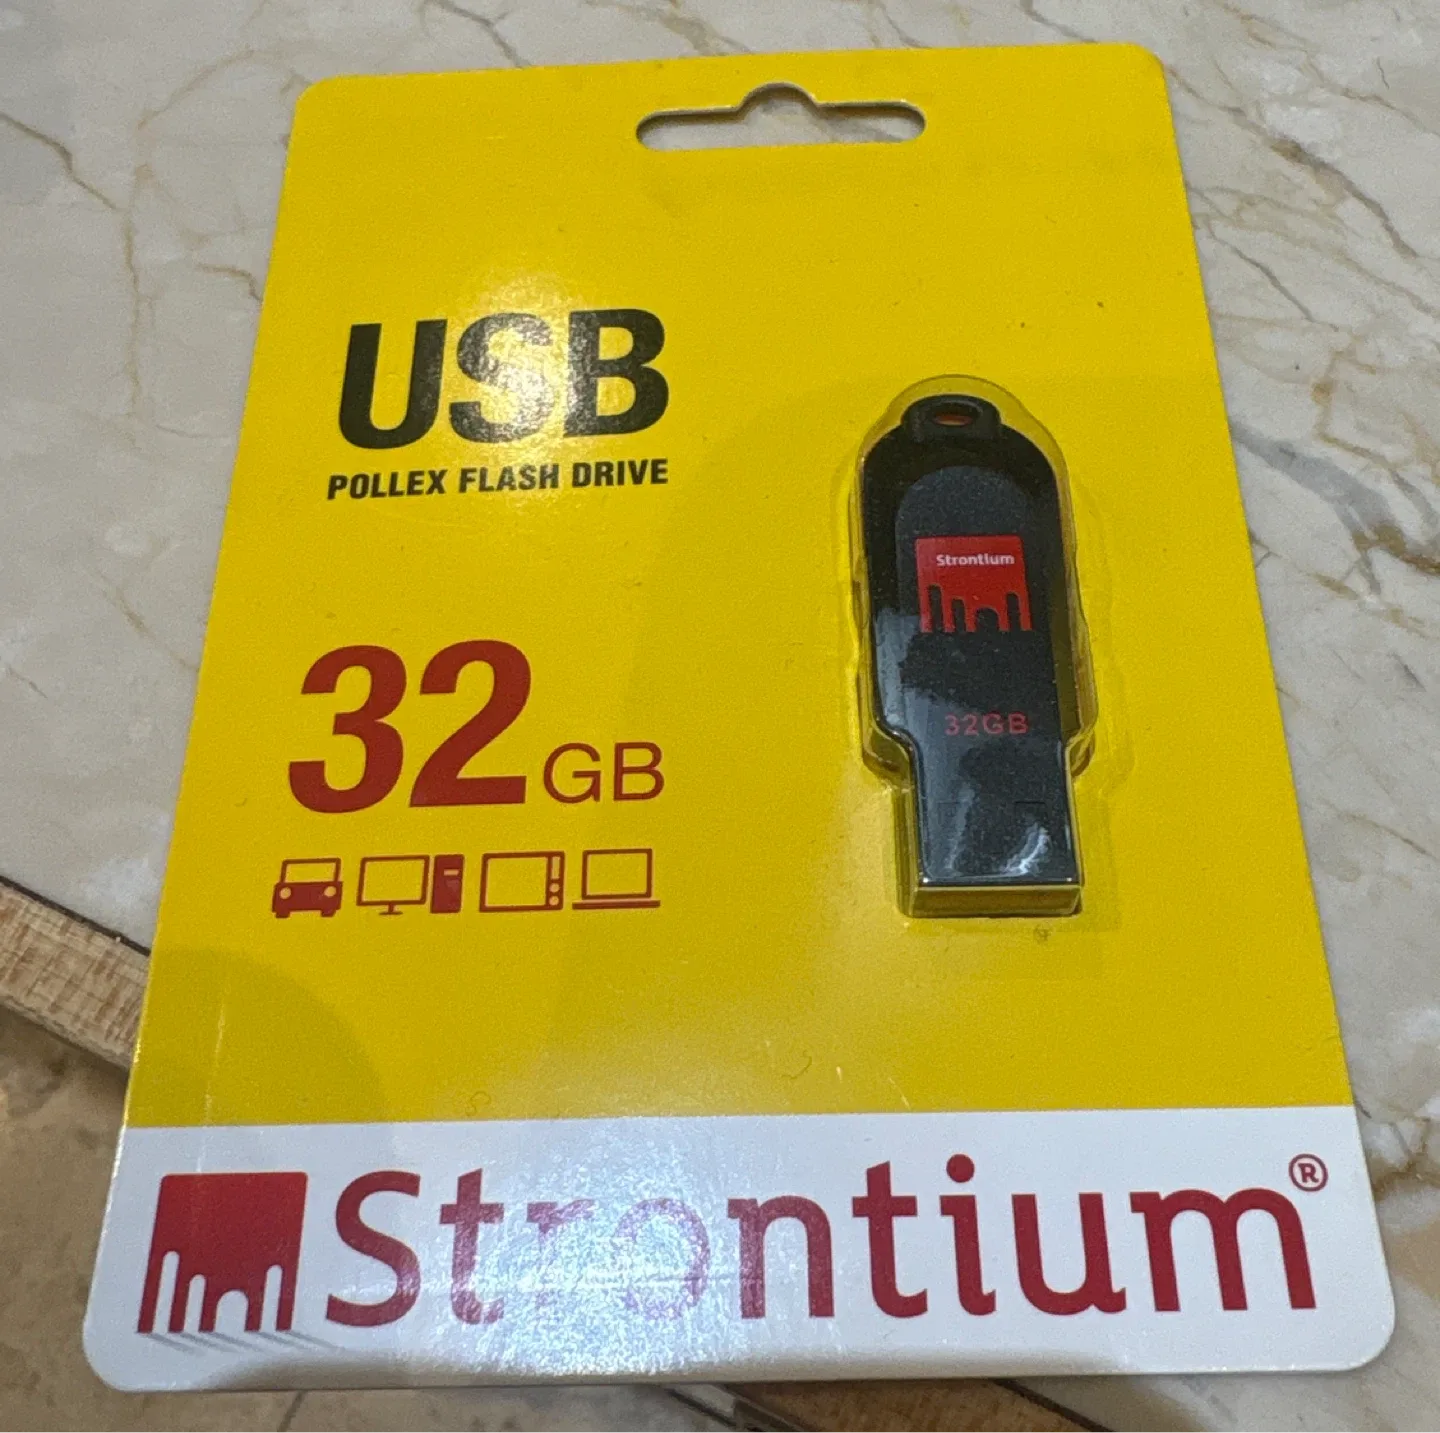 USB
POLLEX FLASH DRIVE
32GB
Strontium
32GB
Strontium®